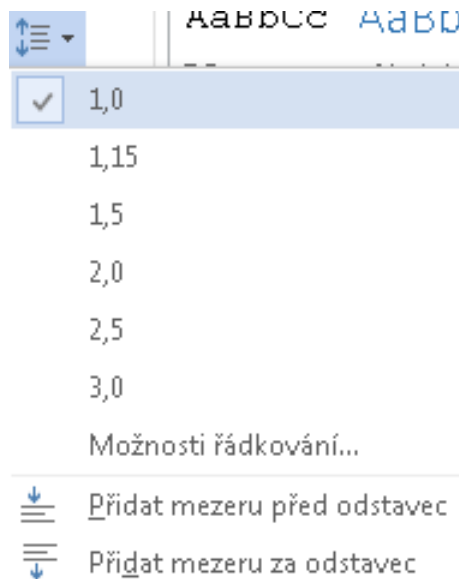 AaBbCc AaBb
1,0
1,15
1,5
2,0
2,5
3,0
Možnosti řádkování...
Přidat mezeru před odstavec
Přidat mezeru za odstavec